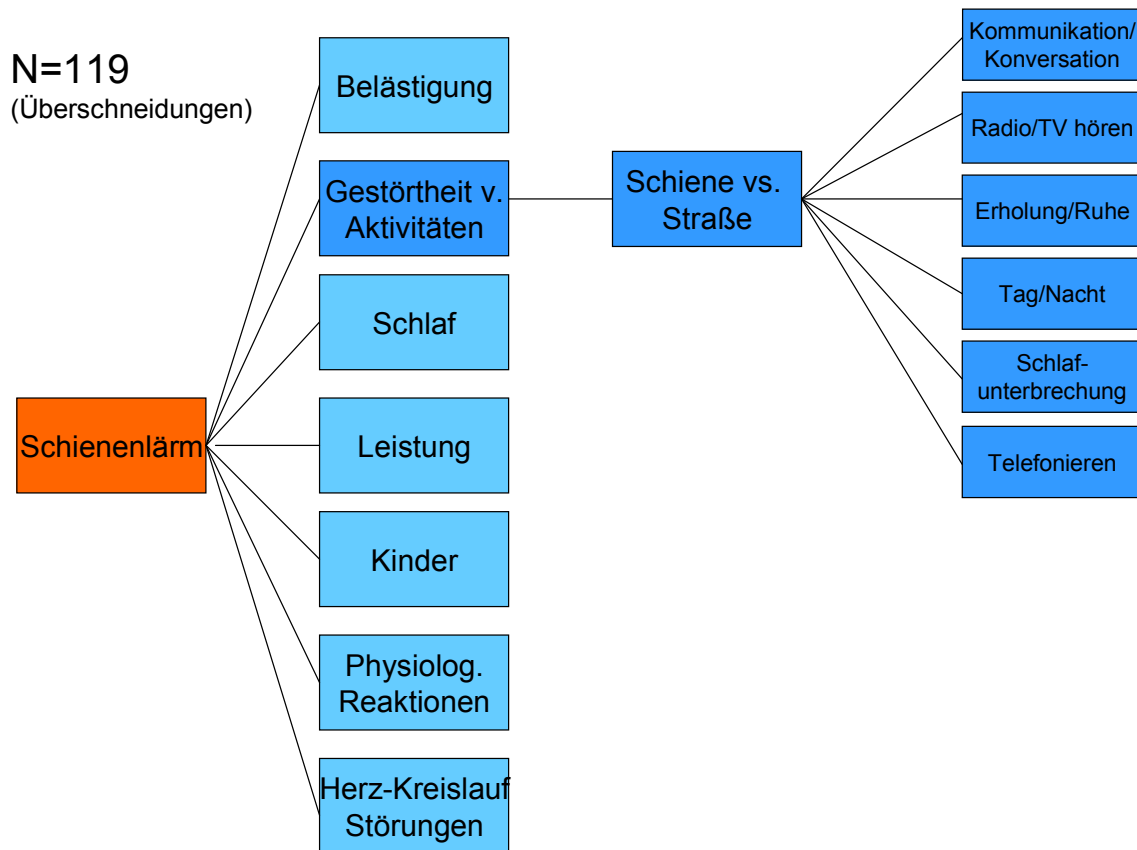 N=119
(Überschneidungen)
Schienenlärm
Belästigung
Gestörtheit v.
Aktivitäten
Schlaf
Leistung
Kinder
Physiolog.
Reaktionen
Herz-Kreislauf
Störungen
Schiene vs.
Straße
Kommunikation/
Konversation
Radio/TV hören
Erholung/Ruhe
Tag/Nacht
Schlaf-
unterbrechung
Telefonieren